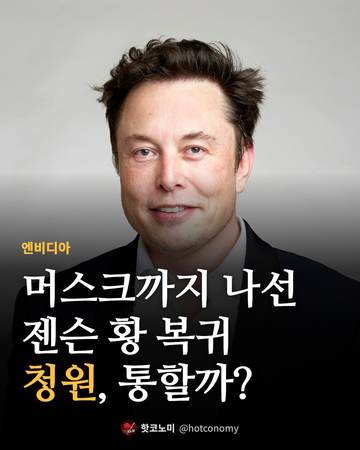 엔비디아
머스크까지 나선
젠슨 황 복귀
청원, 통할까?
핫코노미 @hotconomy